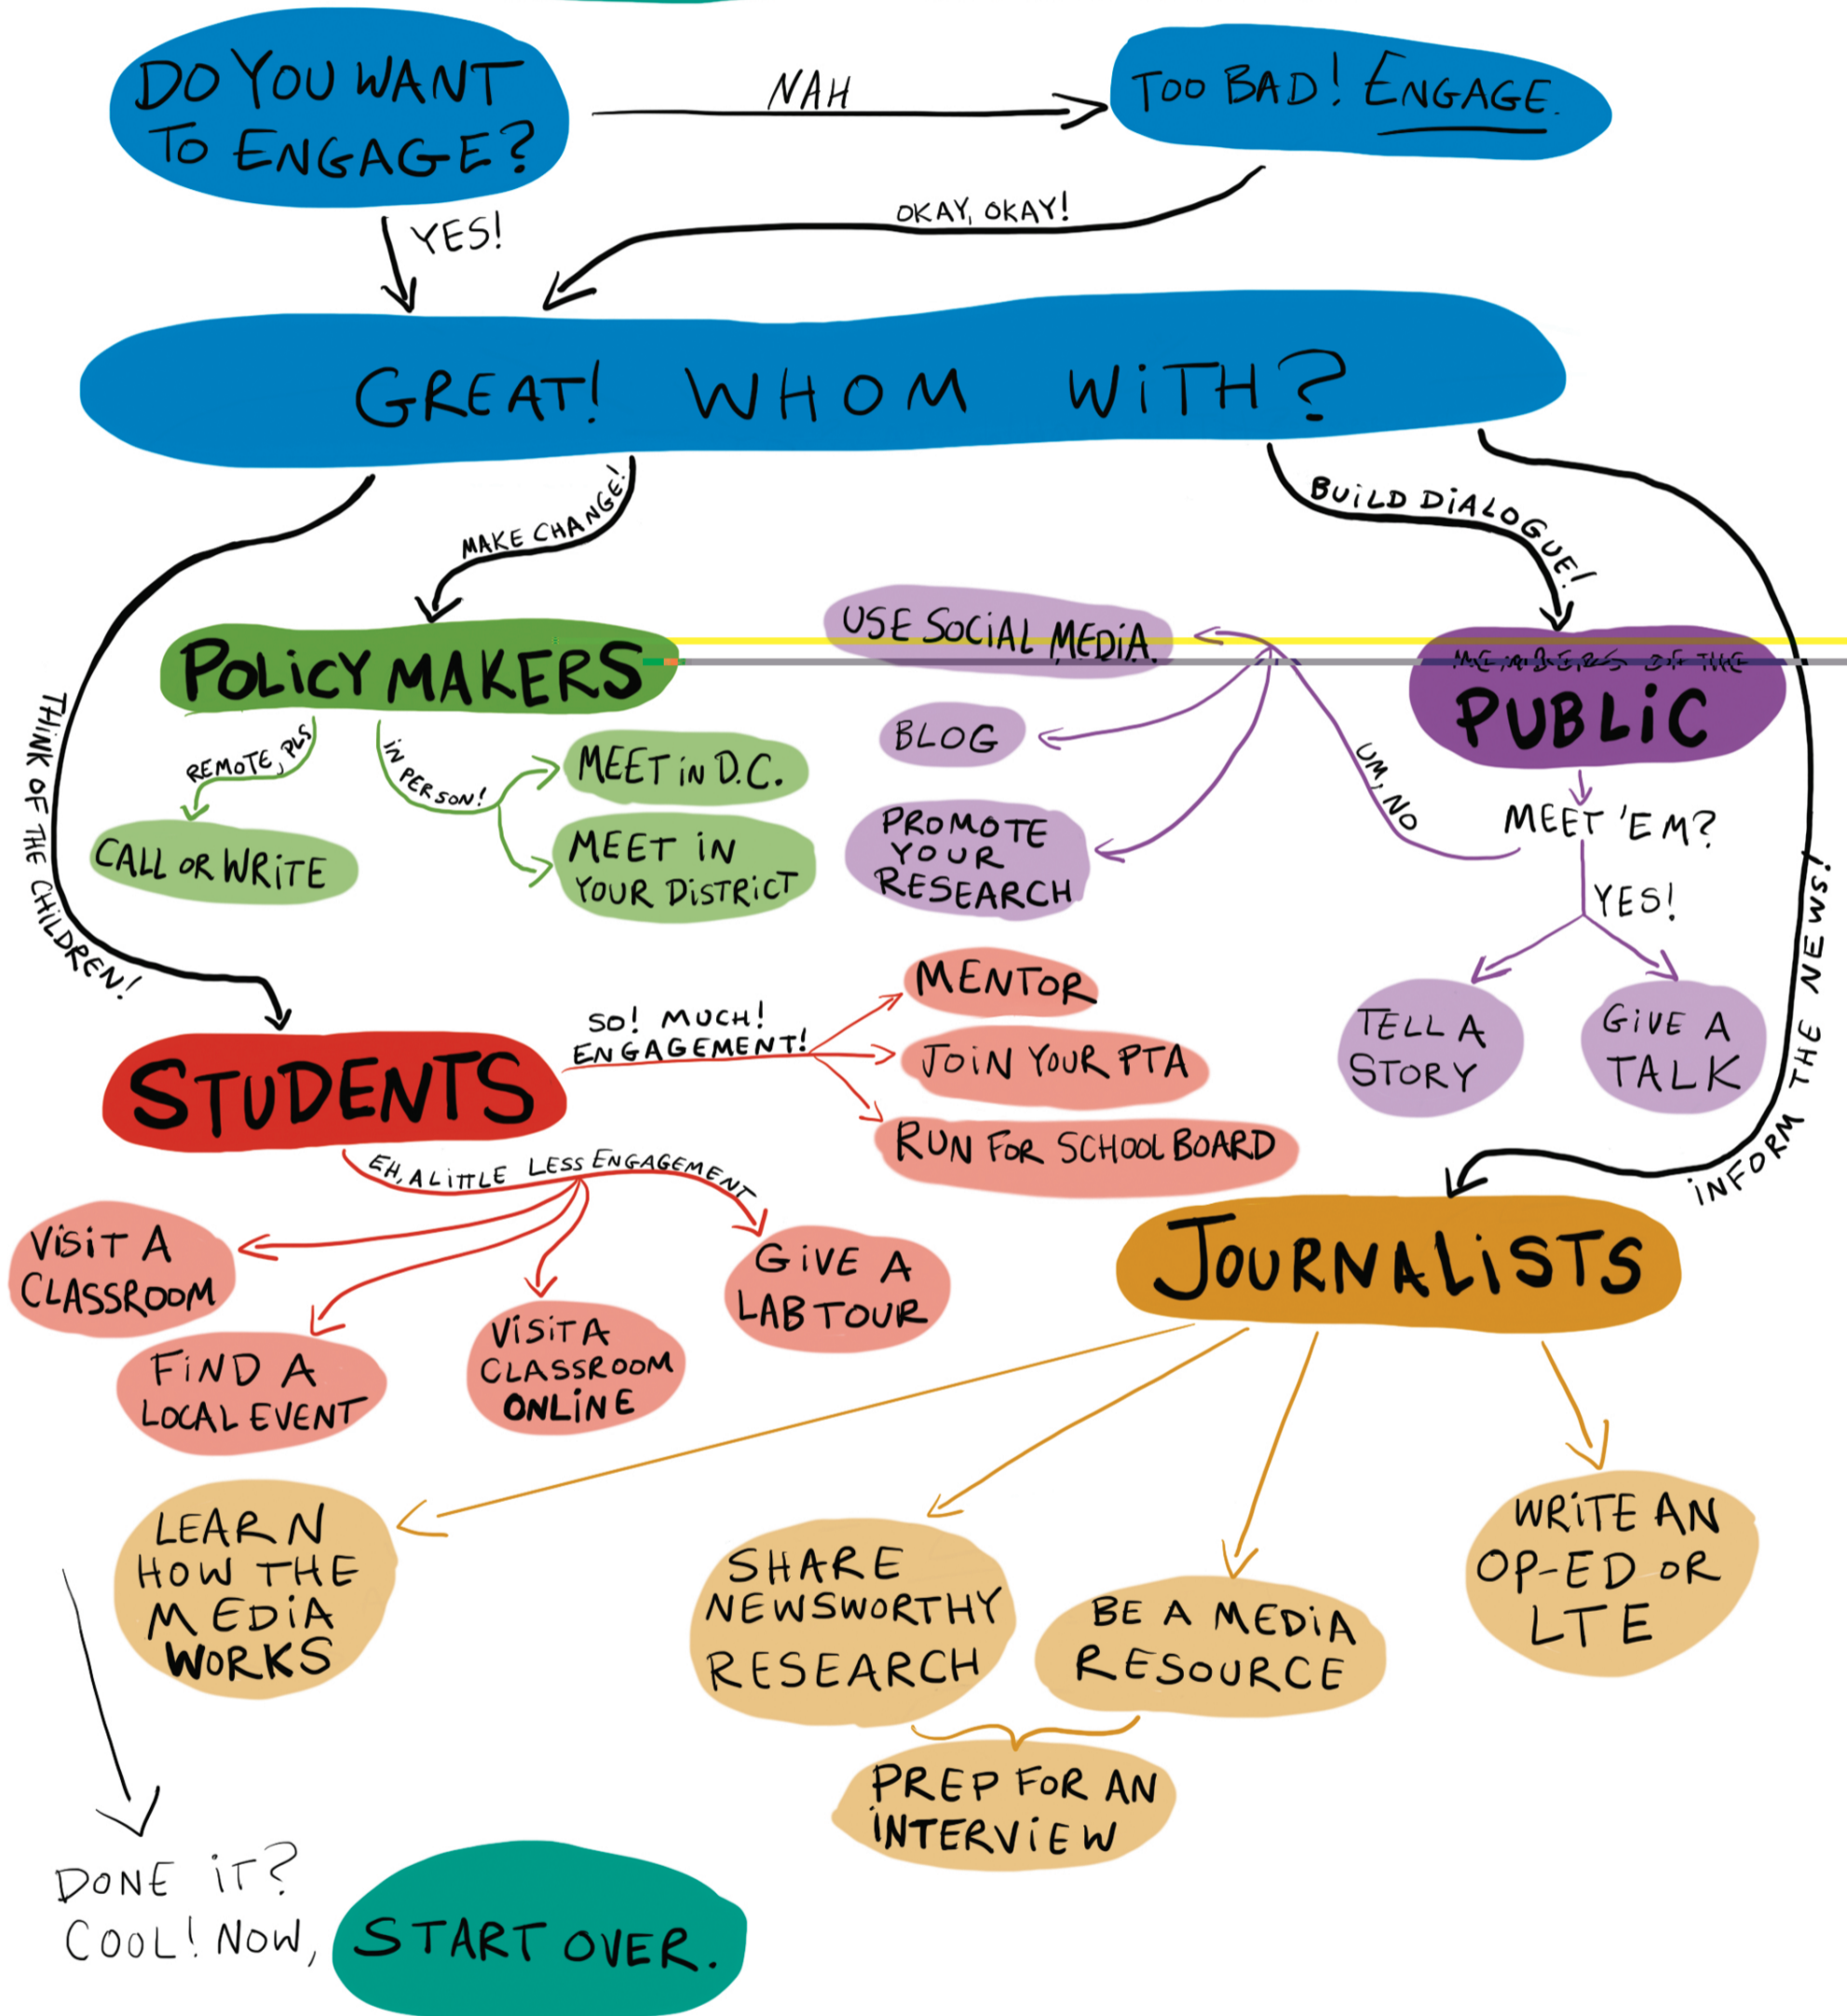 DO YOU WANT
TO ENGAGE?
NAH
TOO BAD! ENGAGE.
YES!
OKAY, OKAY!
GREAT! WHOM WITH?
THINK OF THE CHILDREN!
MAKE CHANGE!
BUILD DIALOGUE!
INFORM THE NEWS!
POLICY MAKERS
REMOTE, PLS
IN PERSON!
CALL OR WRITE
MEET IN D.C.
MEET IN
YOUR DISTRICT
MEMBERS OF THE
PUBLIC
MEET 'EM?
UM, NO
USE SOCIAL MEDIA.
BLOG
PROMOTE
YOUR
RESEARCH
YES!
TELL A
STORY
GIVE A
TALK
STUDENTS
SO! MUCH!
ENGAGEMENT!
MENTOR
JOIN YOUR PTA
RUN FOR SCHOOL BOARD
EH, A LITTLE LESS ENGAGEMENT
VISIT A
CLASSROOM
FIND A
LOCAL EVENT
VISIT A
CLASSROOM
ONLINE
GIVE A
LAB TOUR
JOURNALISTS
LEARN
HOW THE
MEDIA
WORKS
SHARE
NEWSWORTHY
RESEARCH
BE A MEDIA
RESOURCE
WRITE AN
OP-ED OR
LTE
PREP FOR AN
INTERVIEW
DONE IT?
COOL! NOW,
START OVER.